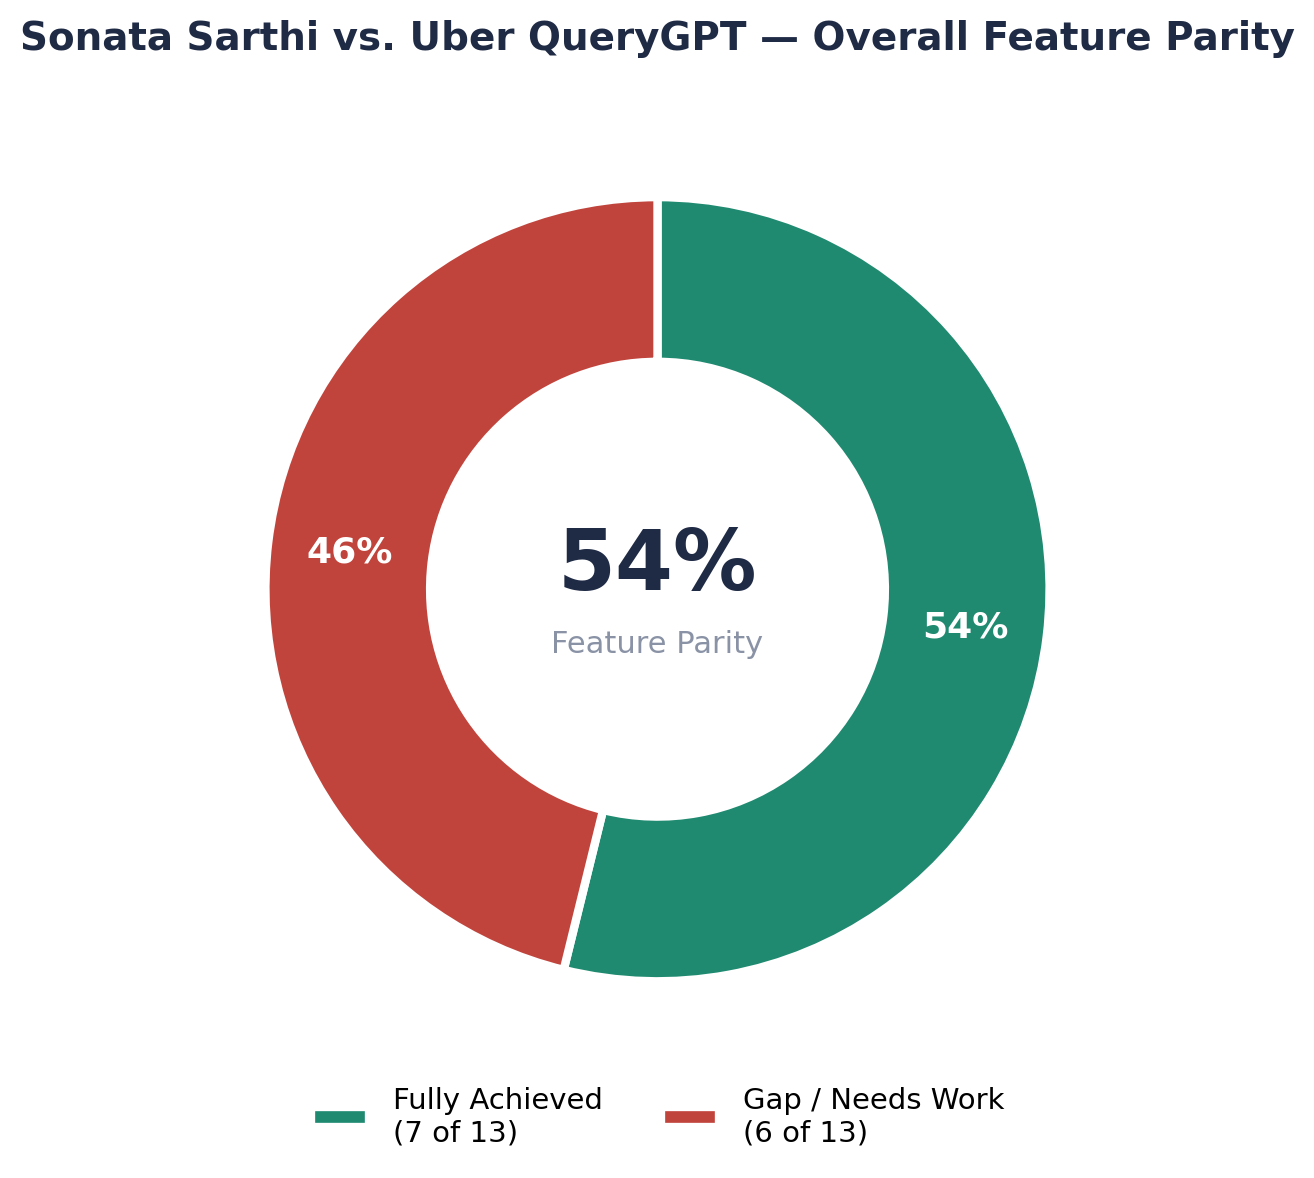 Sonata Sarthi vs. Uber QueryGPT — Overall Feature Parity
46%
54%
Feature Parity
54%
Fully Achieved
(7 of 13)
Gap / Needs Work
(6 of 13)